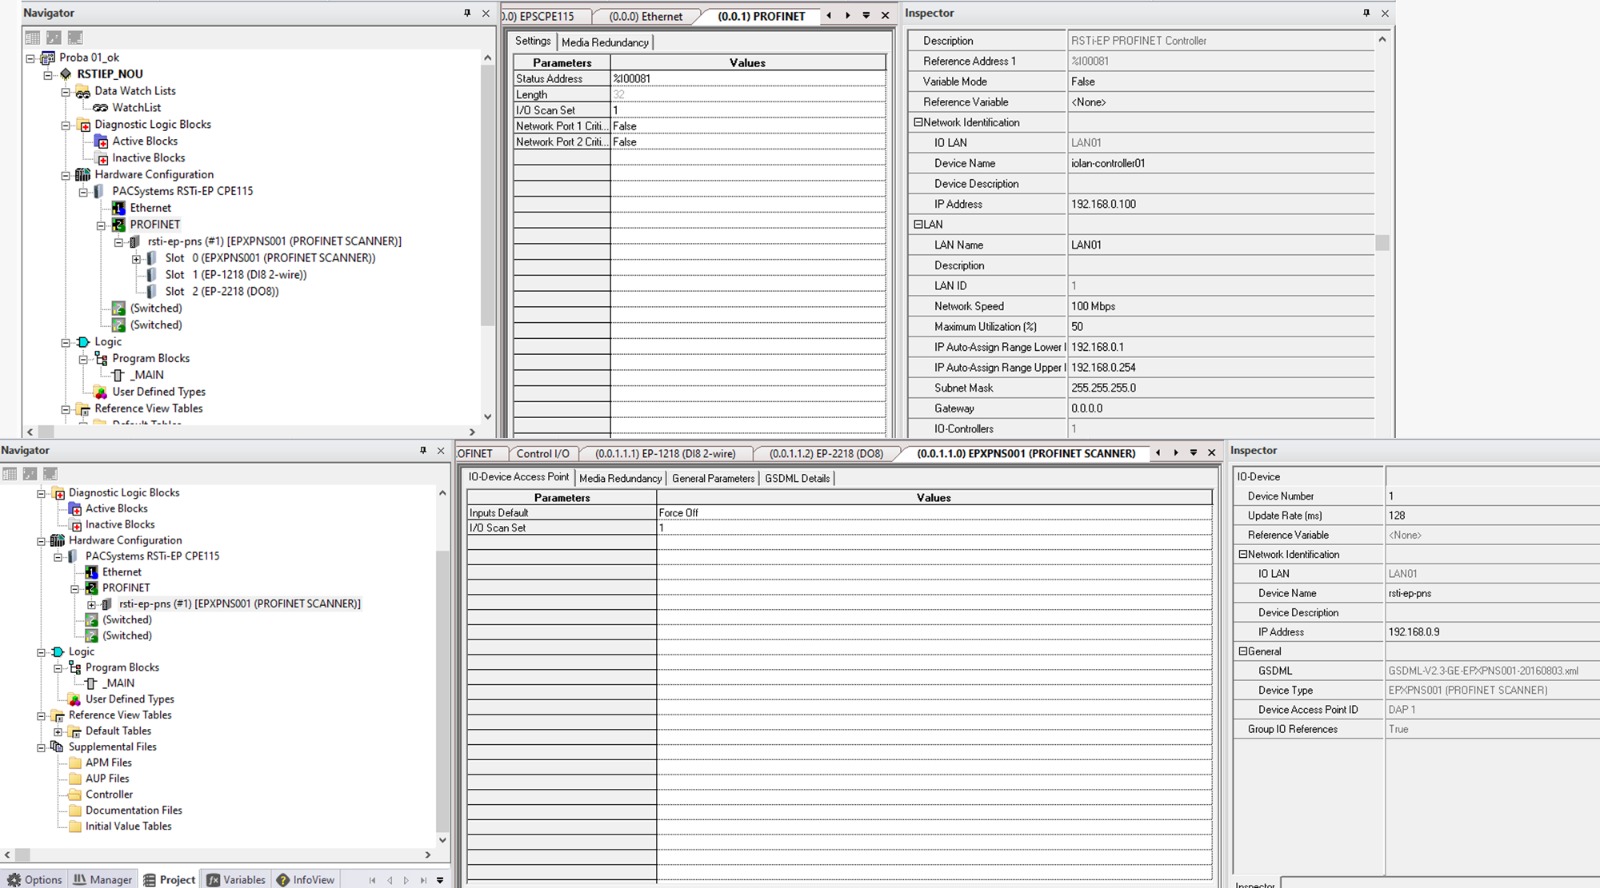 Navigator
Proba 01_ok
RSTIEP_NOU
Data Watch Lists
WatchList
Diagnostic Logic Blocks
Active Blocks
Inactive Blocks
Hardware Configuration
PACSystems RSTi-EP CPE115
Ethernet
PROFINET
rsti-ep-pns (#1) [EPXPNS001 (PROFINET SCANNER)]
Slot 0 (EPXPNS001 (PROFINET SCANNER))
Slot 1 (EP-1218 (DI8 2-wire))
Slot 2 (EP-2218 (DO8))
(Switched)
(Switched)
Logic
Program Blocks
_MAIN
User Defined Types
Reference View Tables
.0.0) EPSCPE115 (0.0.0) Ethernet (0.0.1) PROFINET
Settings Media Redundancy
Parameters Values
Status Address %I00081
Length 32
I/O Scan Set 1
Network Port 1 Criti... False
Network Port 2 Criti... False
Inspector
Description RSTi-EP PROFINET Controller
Reference Address 1 %I00081
Variable Mode False
Reference Variable <None>
Network Identification
IO LAN LAN01
Device Name iolan-controller01
Device Description
IP Address 192.168.0.100
LAN
LAN Name LAN01
Description
LAN ID 1
Network Speed 100 Mbps
Maximum Utilization (%) 50
IP Auto-Assign Range Lower l 192.168.0.1
IP Auto-Assign Range Upper l 192.168.0.254
Subnet Mask 255.255.255.0
Gateway 0.0.0.0
IO-Controllers 1
Navigator
Diagnostic Logic Blocks
Active Blocks
Inactive Blocks
Hardware Configuration
PACSystems RSTi-EP CPE115
Ethernet
PROFINET
rsti-ep-pns (#1) [EPXPNS001 (PROFINET SCANNER)]
(Switched)
(Switched)
Logic
Program Blocks
_MAIN
User Defined Types
Reference View Tables
Default Tables
Supplemental Files
APM Files
AUP Files
Controller
Documentation Files
Initial Value Tables
Options Manager Project Variables InfoView
OFINET Control I/O (0.0.1.1.1) EP-1218 (DI8 2-wire) (0.0.1.1.2) EP-2218 (DO8) (0.0.1.1.0) EPXPNS001 (PROFINET SCANNER)
IO-Device Access Point Media Redundancy General Parameters GSDML Details
Parameters Values
Inputs Default Force Off
I/O Scan Set 1
Inspector
IO-Device
Device Number 1
Update Rate (ms) 128
Reference Variable <None>
Network Identification
IO LAN LAN01
Device Name rsti-ep-pns
Device Description
IP Address 192.168.0.9
General
GSDML GSDML-V2.3-GE-EPXPNS001-20160803.xml
Device Type EPXPNS001 (PROFINET SCANNER)
Device Access Point ID DAP 1
Group IO References True